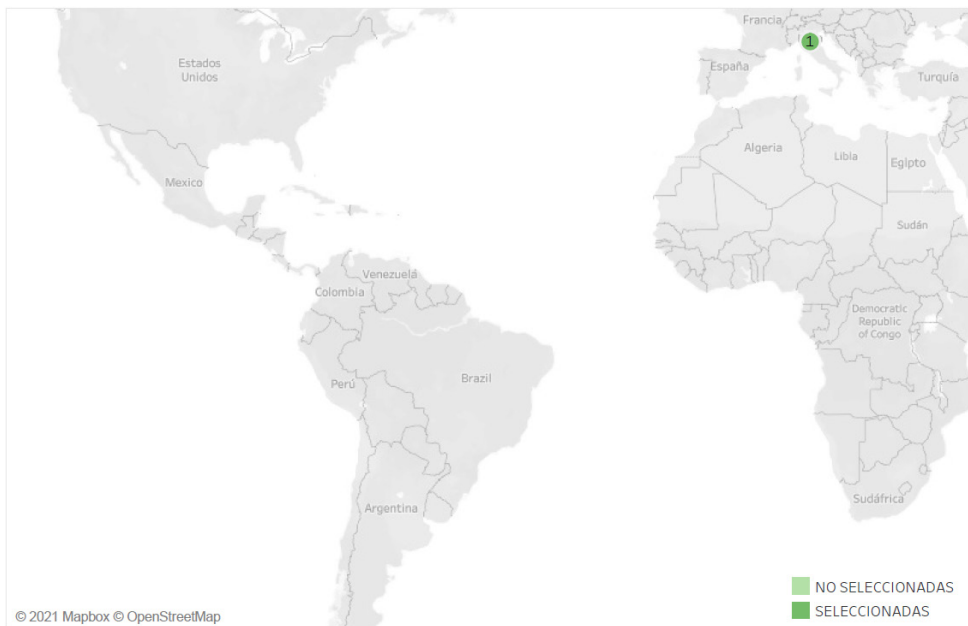 Francia
1
Estados
Unidos
España
Turquía
Algeria
Libia
Egipto
Mexico
Sudán
Venezuelá
Colombia
Democratic
Republic
of Congo
Perú
Brazil
Sudáfrica
Argentina
NO SELECCIONADAS
SELECCIONADAS
© 2021 Mapbox © OpenStreetMap